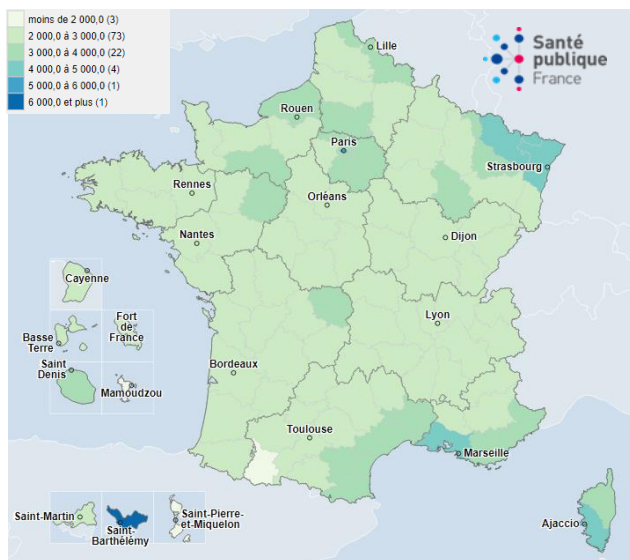 moins de 2 000,0 (3)
2 000,0 à 3 000,0 (73)
3 000,0 à 4 000,0 (22)
4 000,0 à 5 000,0 (4)
5 000,0 à 6 000,0 (1)
6 000,0 et plus (1)
Santé
publique
France
Lille
Rouen
Paris
Strasbourg
Rennes
Orléans
Nantes
Dijon
Cayenne
Fort
de
France
Basse
Terre
Saint
Denis
Mamoudzou
Lyon
Bordeaux
Toulouse
Marseille
Saint-Martin
Saint-
Barthélémy
Saint-Pierre-
et-Miquelon
Ajaccio